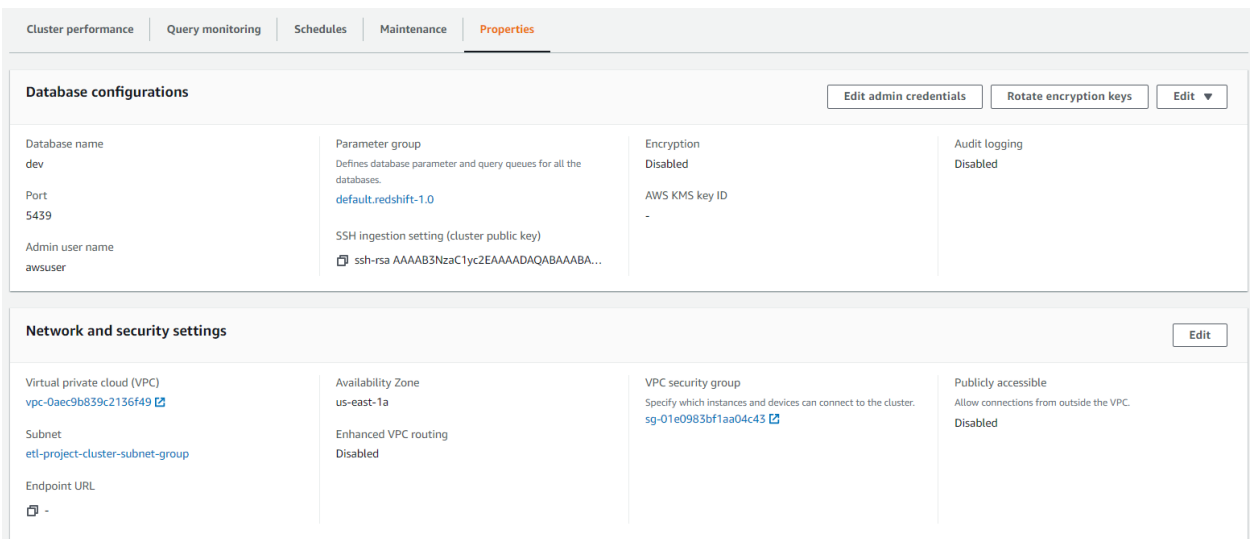 Cluster performance
Query monitoring
Schedules
Maintenance
Properties
Database configurations
Edit admin credentials
Rotate encryption keys
Edit
Database name
dev
Port
5439
Admin user name
awsuser
Parameter group
Defines database parameter and query queues for all the
databases.
default.redshift-1.0
SSH ingestion setting (cluster public key)
ssh-rsa AAAAB3NzaC1yc2EAAAADAQABAAABA...
Encryption
Disabled
AWS KMS key ID
-
Audit logging
Disabled
Network and security settings
Edit
Virtual private cloud (VPC)
vpc-0aec9b839c2136f49
Subnet
etl-project-cluster-subnet-group
Endpoint URL
-
Availability Zone
us-east-1a
Enhanced VPC routing
Disabled
VPC security group
Specify which instances and devices can connect to the cluster.
sg-01e0983bf1aa04c43
Publicly accessible
Allow connections from outside the VPC.
Disabled